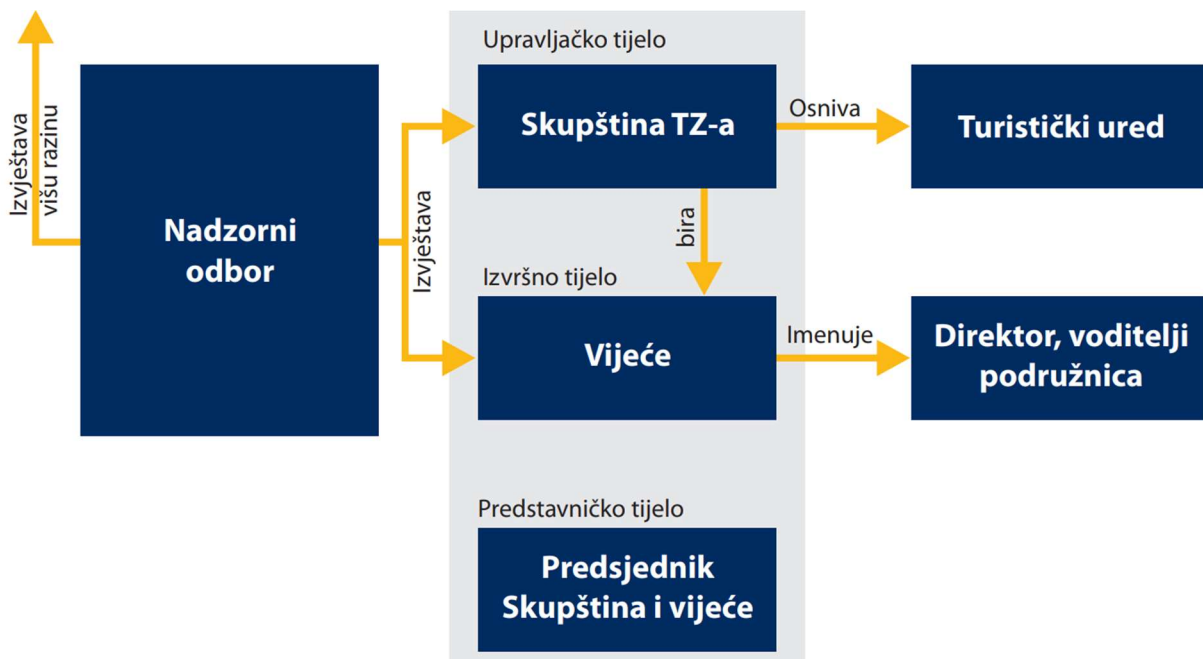 Izvještava
višu razinu
Nadzorni
odbor
Izvještava
Upravljačko tijelo
Skupština TZ-a
Osniva
Turistički ured
bira
Izvršno tijelo
Vijeće
Imenuje
Direktor, voditelji
podružnica
Predstavničko tijelo
Predsjednik
Skupština i vijeće